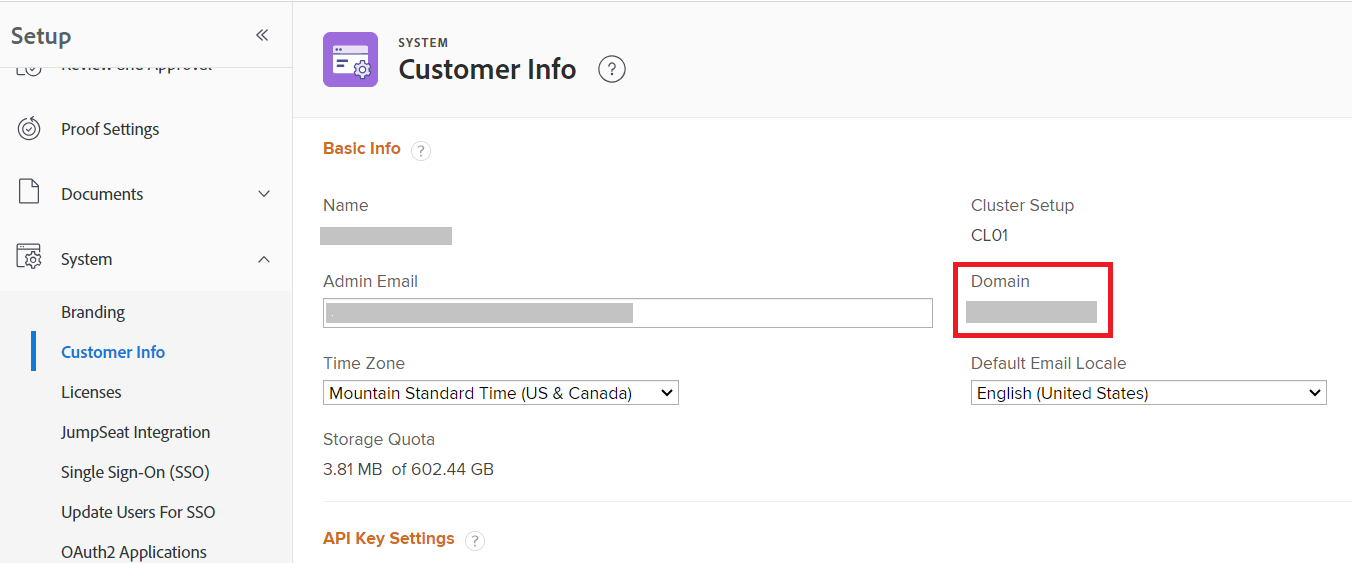 Setup
Review and Approval
Proof Settings
Documents
System
Branding
Customer Info
Licenses
JumpSeat Integration
Single Sign-On (SSO)
Update Users For SSO
OAuth2 Applications
SYSTEM
Customer Info ?
Basic Info ?
Name
Cluster Setup
CL01
Admin Email
Domain
Time Zone
Mountain Standard Time (US & Canada)
Default Email Locale
English (United States)
Storage Quota
3.81 MB of 602.44 GB
API Key Settings ?